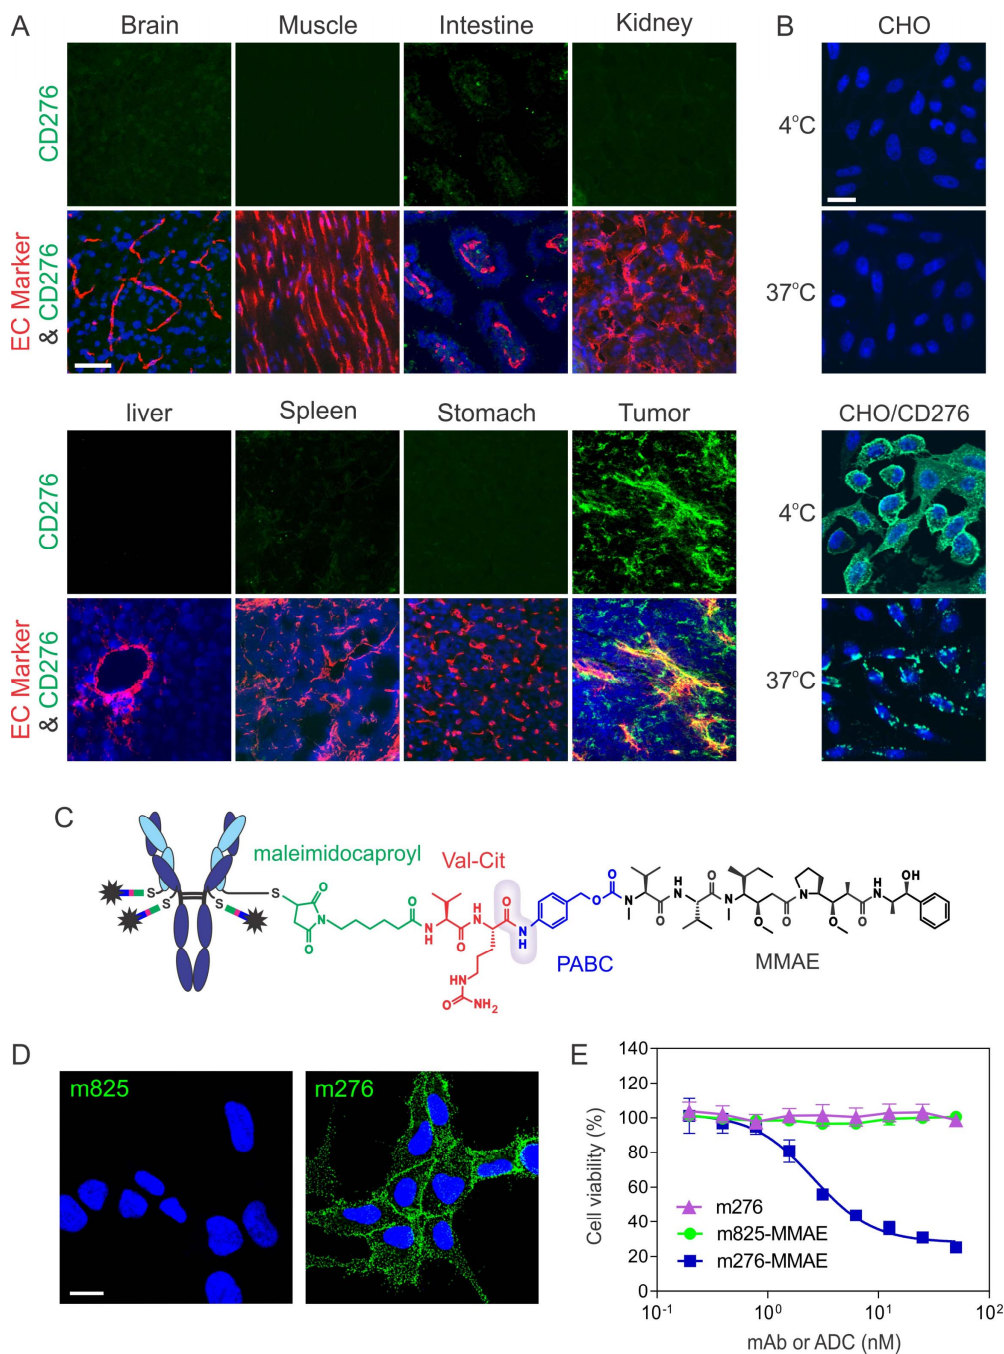 A
Brain
Muscle
Intestine
Kidney
B
CHO
CD276
4°C
EC Marker
& CD276
37°C
liver
Spleen
Stomach
Tumor
CHO/CD276
CD276
4°C
EC Marker
& CD276
37°C
C
maleimidocaproyl
Val-Cit
S
S
S
S
O
N
O
O
N
H
O
H
N
O
N
H
HN
O
NH2
PABC
O
O
N
O
N
H
O
N
O
O
N
O
O
H
N
OH
MMAE
D
m825
m276
E
Cell viability (%)
140
120
100
80
60
40
20
0
m276
m825-MMAE
m276-MMAE
10-1
100
101
102
mAb or ADC (nM)